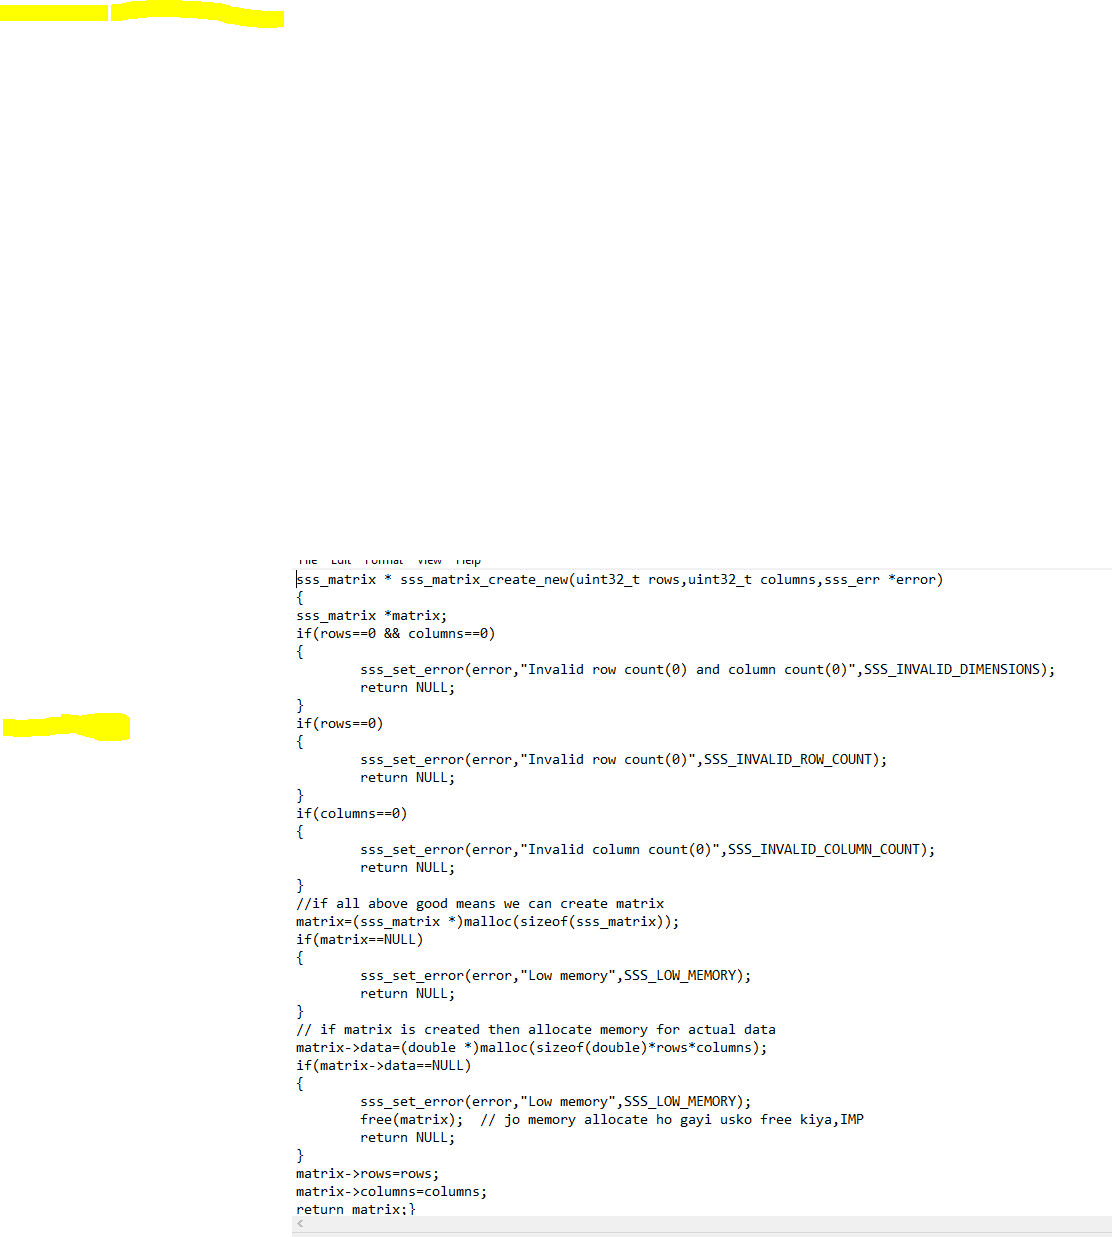 File Edit Format View Help
sss_matrix * sss_matrix_create_new(uint32_t rows,uint32_t columns,sss_err *error)
{
sss_matrix *matrix;
if(rows==0 && columns==0)
{
        sss_set_error(error,"Invalid row count(0) and column count(0)",SSS_INVALID_DIMENSIONS);
        return NULL;
}
if(rows==0)
{
        sss_set_error(error,"Invalid row count(0)",SSS_INVALID_ROW_COUNT);
        return NULL;
}
if(columns==0)
{
        sss_set_error(error,"Invalid column count(0)",SSS_INVALID_COLUMN_COUNT);
        return NULL;
}
//if all above good means we can create matrix
matrix=(sss_matrix *)malloc(sizeof(sss_matrix));
if(matrix==NULL)
{
        sss_set_error(error,"Low memory",SSS_LOW_MEMORY);
        return NULL;
}
// if matrix is created then allocate memory for actual data
matrix->data=(double *)malloc(sizeof(double)*rows*columns);
if(matrix->data==NULL)
{
        sss_set_error(error,"Low memory",SSS_LOW_MEMORY);
        free(matrix);  // jo memory allocate ho gayi usko free kiya,IMP
        return NULL;
}
matrix->rows=rows;
matrix->columns=columns;
return matrix;}